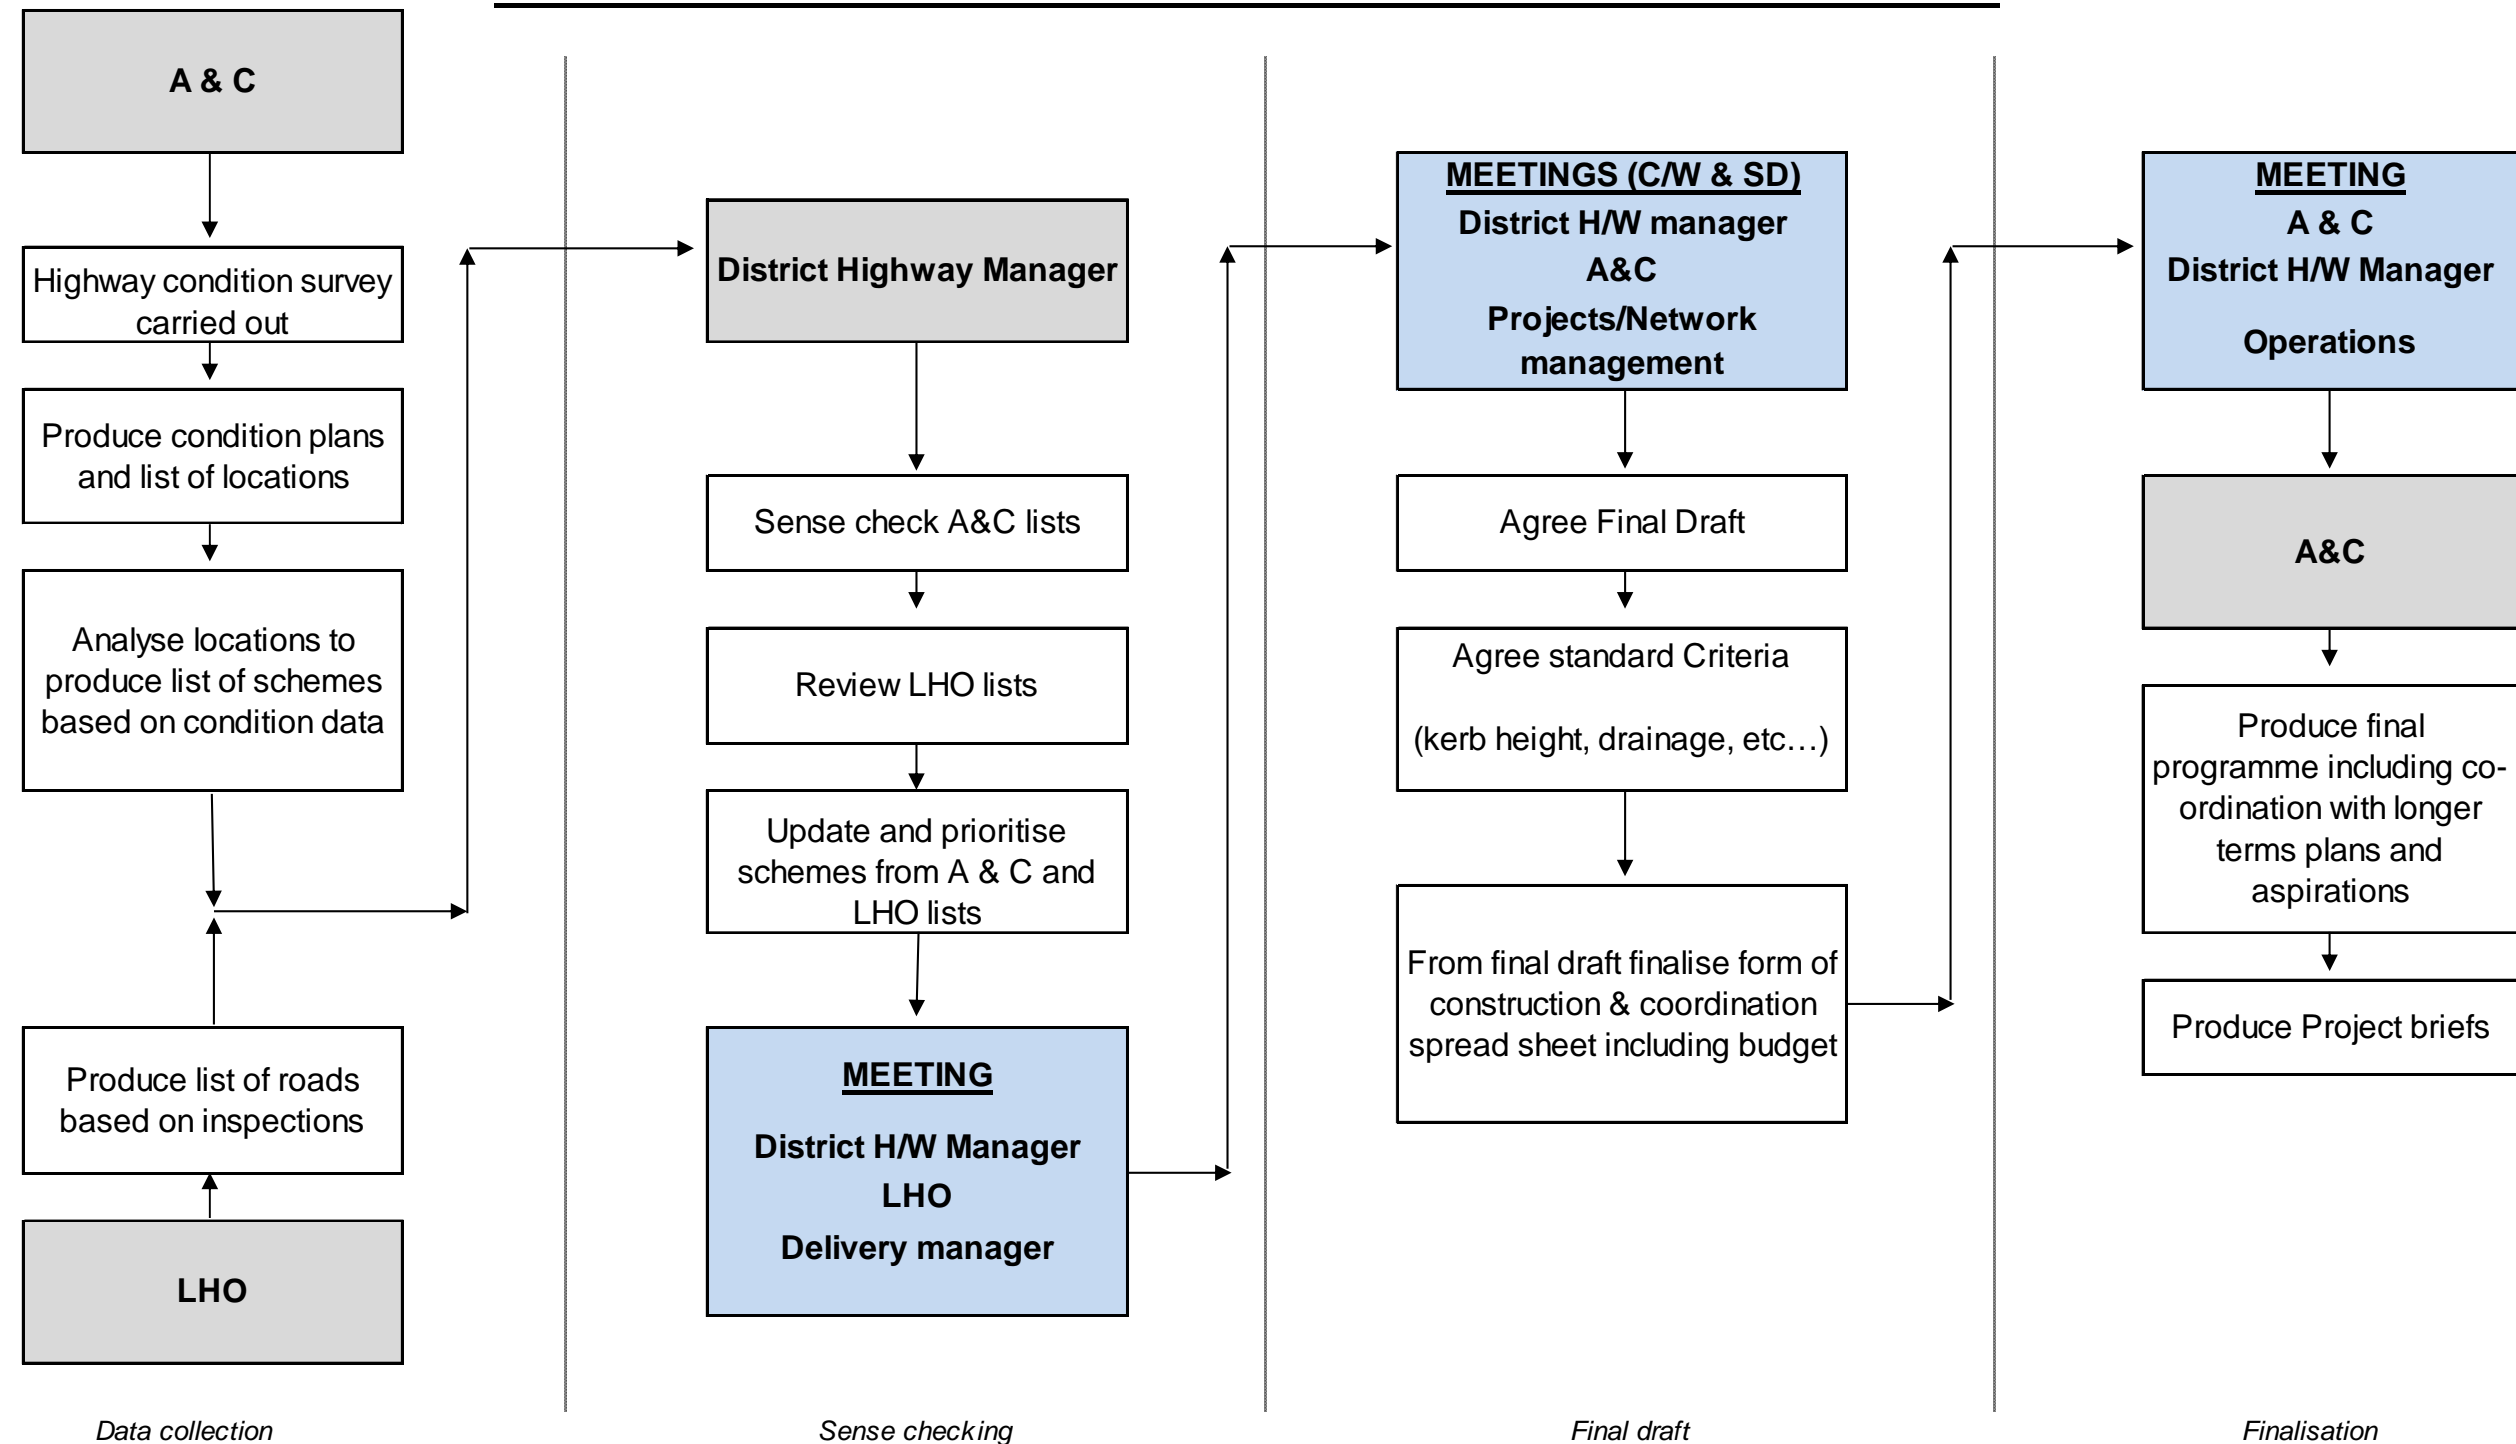 A & C
Highway condition survey
carried out
Produce condition plans
and list of locations
Analyse locations to
produce list of schemes
based on condition data
Produce list of roads
based on inspections
LHO
Data collection
District Highway Manager
Sense check A&C lists
Review LHO lists
Update and prioritise
schemes from A & C and
LHO lists
MEETING
District H/W Manager
LHO
Delivery manager
Sense checking
MEETINGS (C/W & SD)
District H/W manager
A&C
Projects/Network
management
Agree Final Draft
Agree standard Criteria
(kerb height, drainage, etc…)
From final draft finalise form of
construction & coordination
spread sheet including budget
Final draft
MEETING
A & C
District H/W Manager
Operations
A&C
Produce final
programme including co-
ordination with longer
terms plans and
aspirations
Produce Project briefs
Finalisation